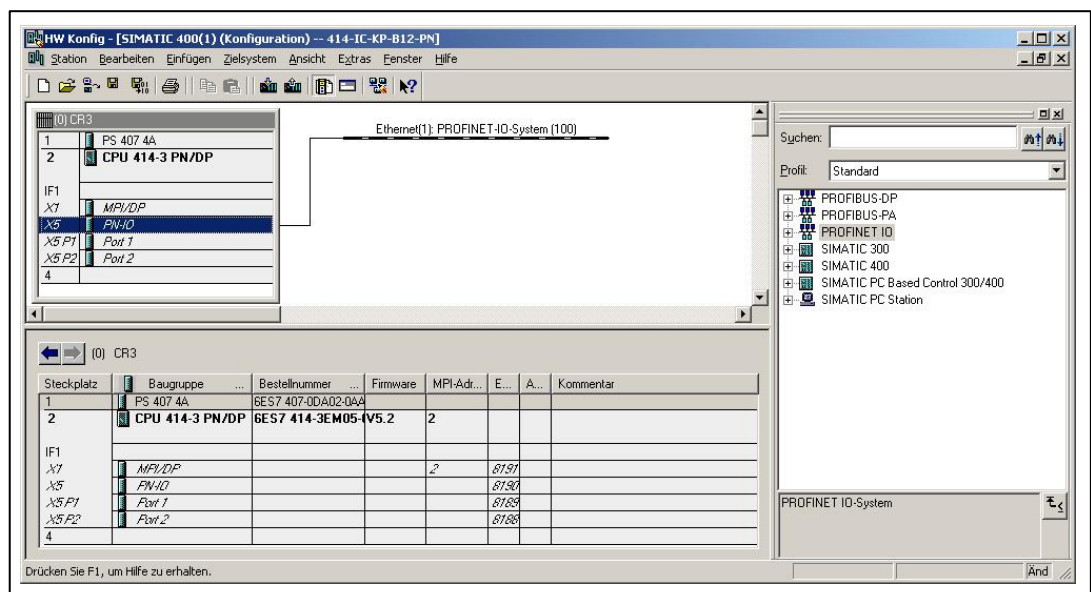 HW Konfig - [SIMATIC 400(1) (Konfiguration) -- 414-IC-KP-B12-PN]
Station Bearbeiten Einfügen Zielsystem Ansicht Extras Fenster Hilfe
(0) CR3
1 PS 407 4A
2 CPU 414-3 PN/DP
IF1
X1 MPI/DP
X5 PN-IO
X5 P1 Port 1
X5 P2 Port 2
4
Ethernet(1): PROFINET-IO-System (100)
Suchen:
Profil: Standard
PROFIBUS-DP
PROFIBUS-PA
PROFINET IO
SIMATIC 300
SIMATIC 400
SIMATIC PC Based Control 300/400
SIMATIC PC Station
PROFINET IO-System
(0) CR3
Steckplatz Baugruppe ... Bestellnummer ... Firmware MPI-Adr... E... A... Kommentar
1 PS 407 4A 6ES7 407-0DA02-0AA
2 CPU 414-3 PN/DP 6ES7 414-3EM05-( V5.2 2
IF1
X1 MPI/DP 2 8191
X5 PN-IO 8190
X5 P1 Port 1 8189
X5 P2 Port 2 8188
4
Drücken Sie F1, um Hilfe zu erhalten.
Änd